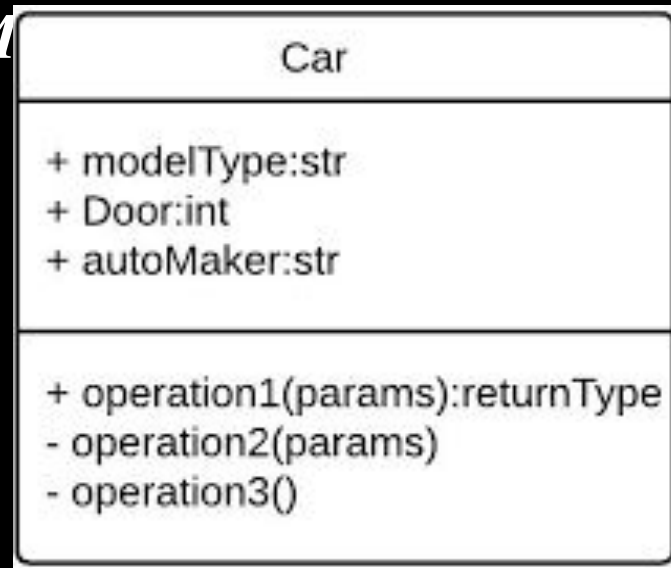 Car
+ modelType:str
+ Door:int
+ autoMaker:str
+ operation1(params):returnType
- operation2(params)
- operation3()